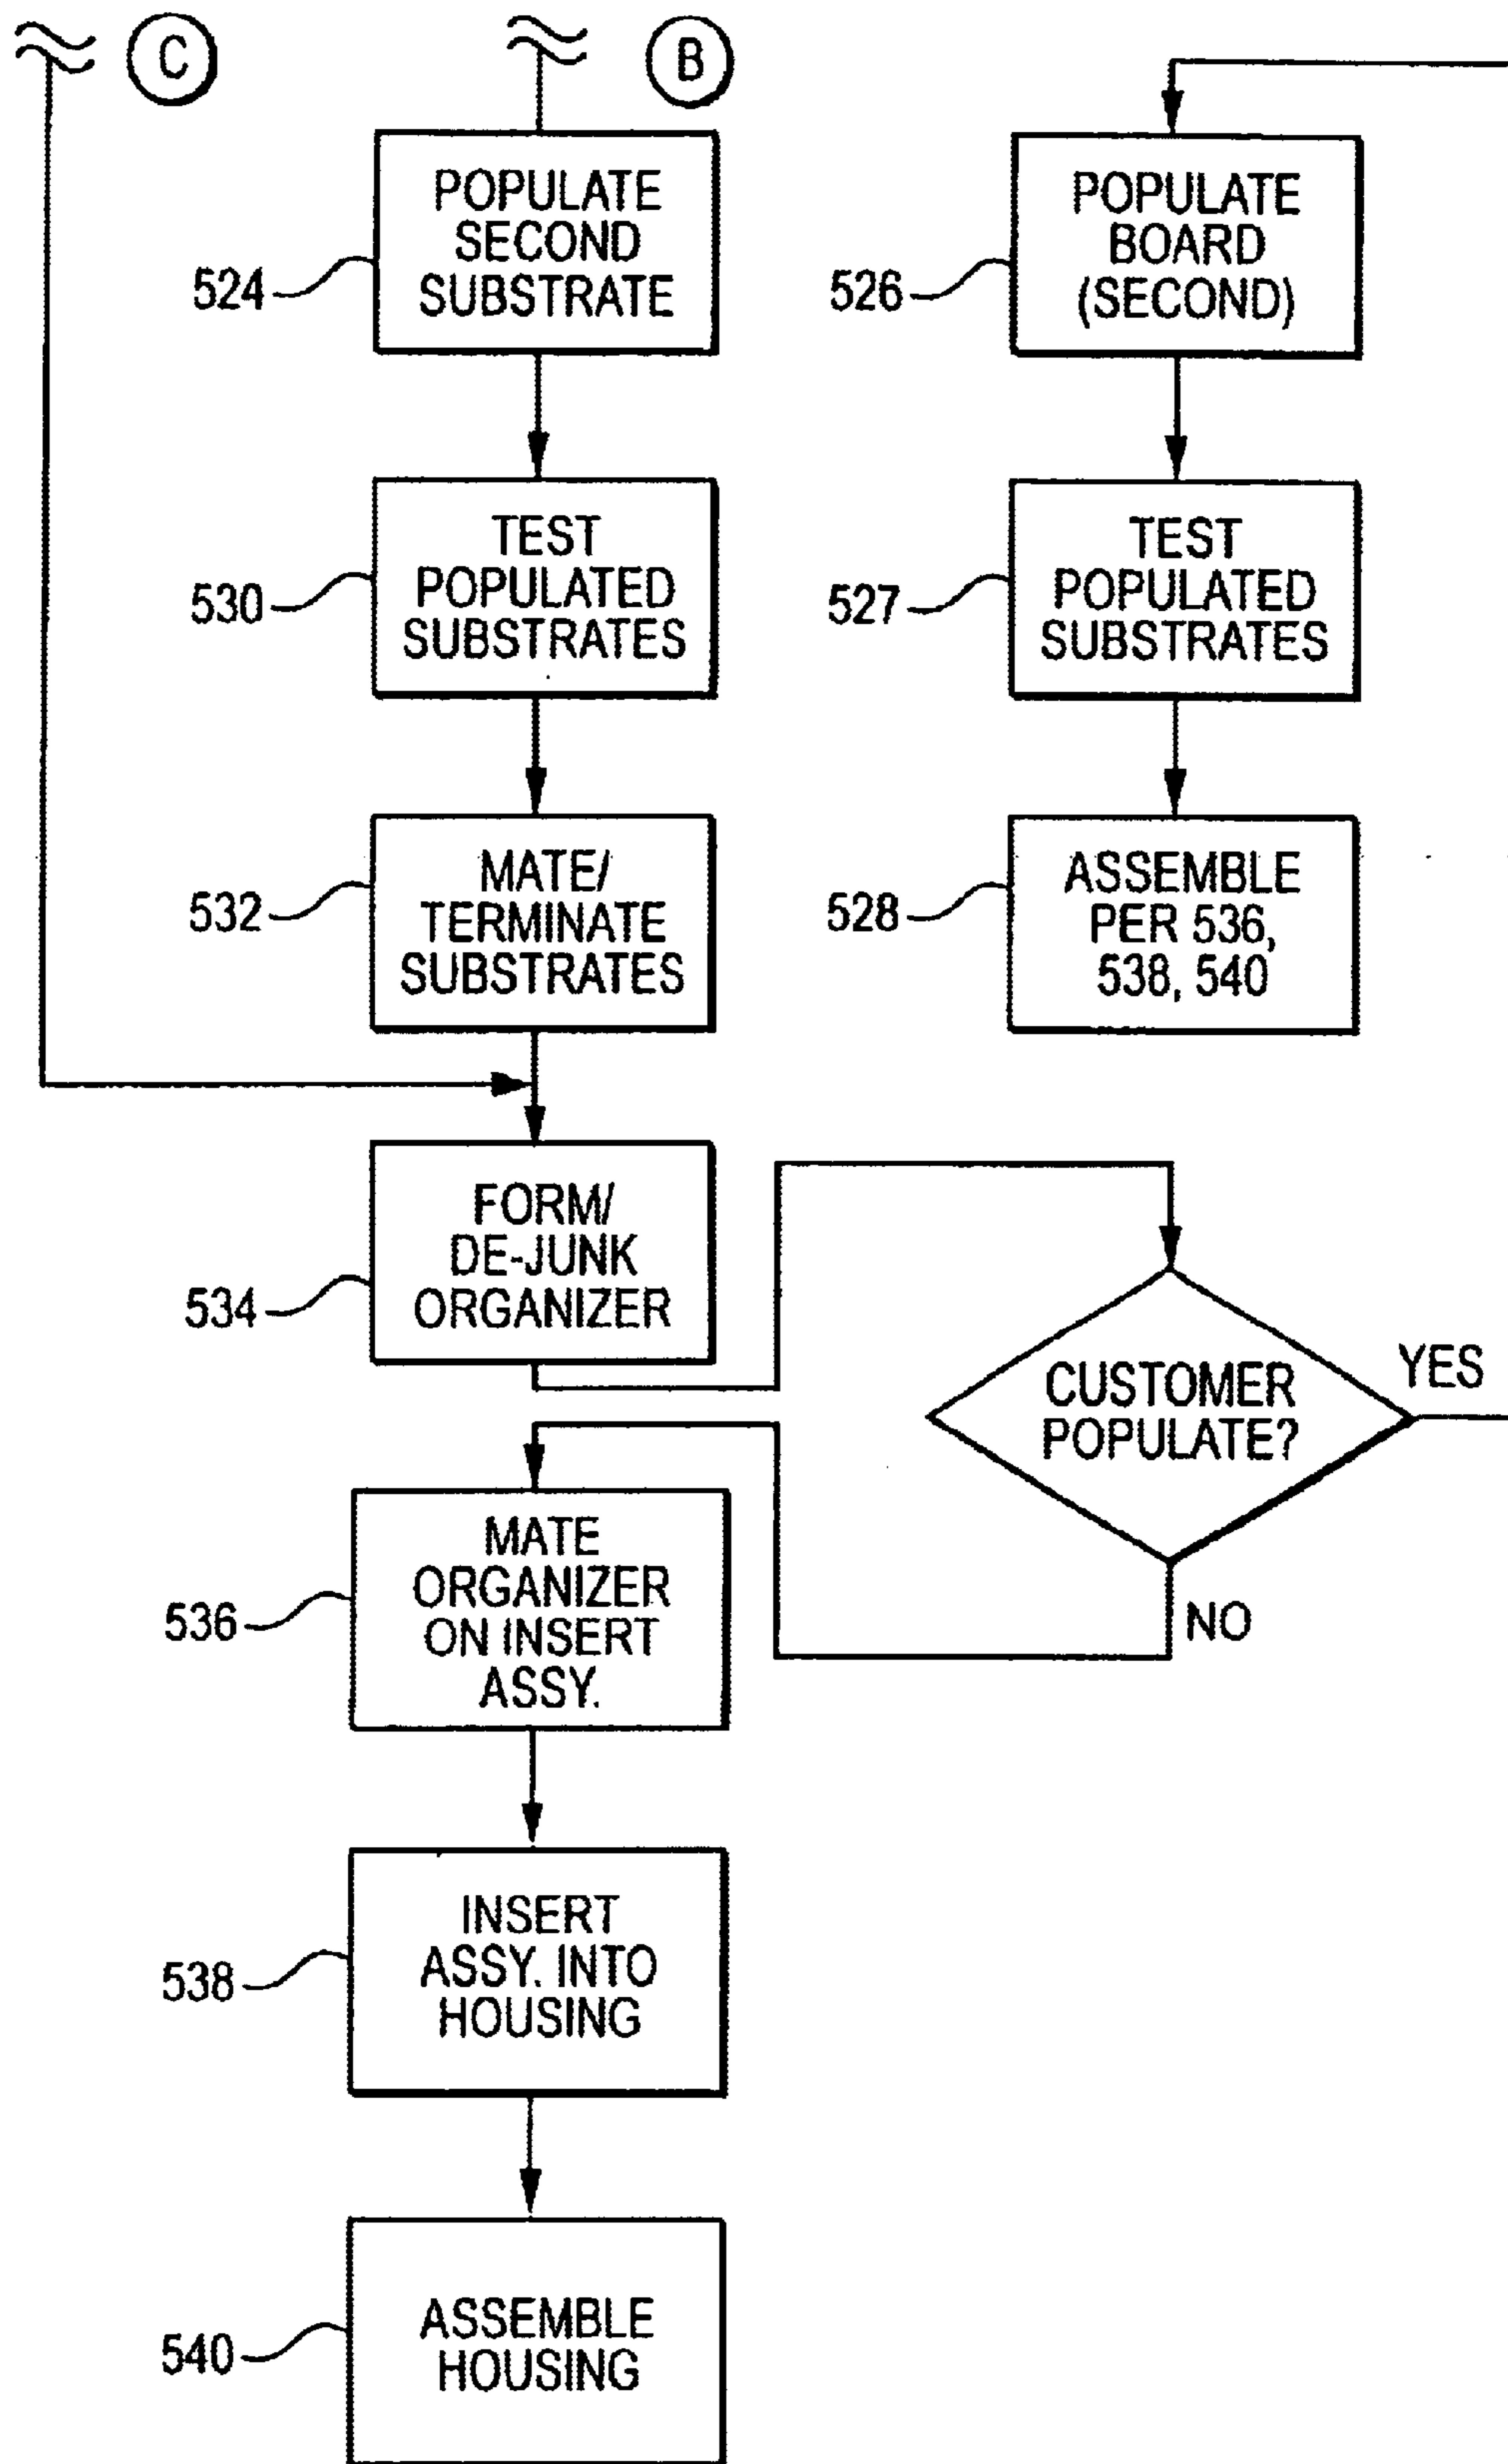 C
B
POPULATE
SECOND
SUBSTRATE
524
POPULATE
BOARD
(SECOND)
526
TEST
POPULATED
SUBSTRATES
530
TEST
POPULATED
SUBSTRATES
527
MATE/
TERMINATE
SUBSTRATES
532
ASSEMBLE
PER 536,
538, 540
528
FORM/
DE-JUNK
ORGANIZER
534
CUSTOMER
POPULATE?
YES
NO
MATE
ORGANIZER
ON INSERT
ASSY.
536
INSERT
ASSY. INTO
HOUSING
538
ASSEMBLE
HOUSING
540